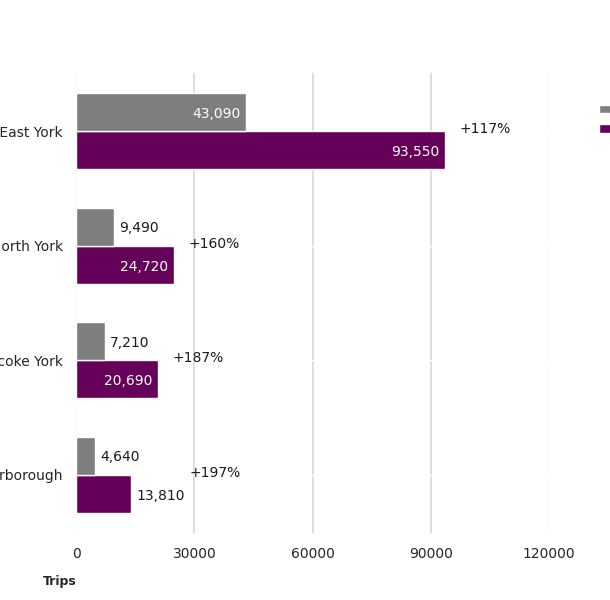 43,090
East York
+117%
93,550
9,490
orth York
+160%
24,720
7,210
coke York
+187%
20,690
4,640
rborough
+197%
13,810
0 30000 60000 90000 120000
Trips